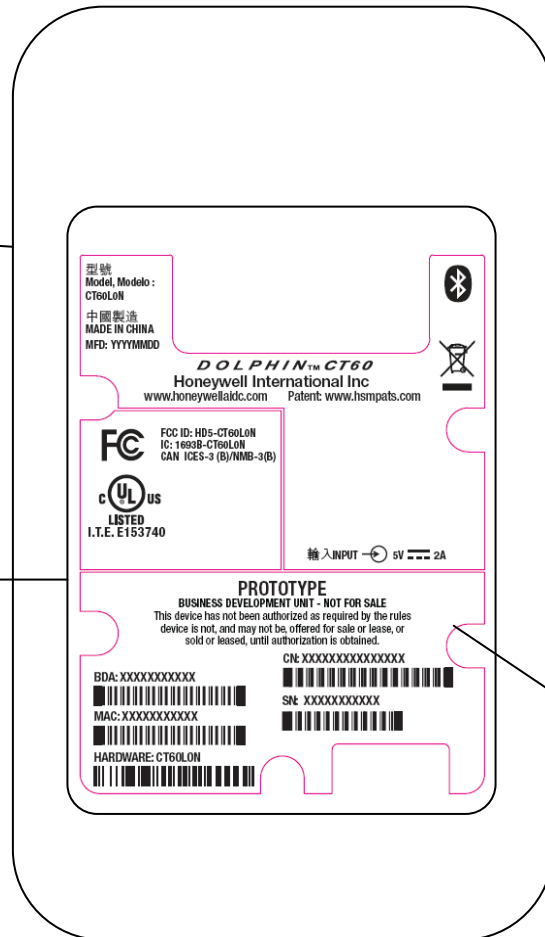 型號
Model, Modelo :
CT60L0N
中國製造
MADE IN CHINA
MFD: YYYYMMDD
DOLPHIN™ CT60
Honeywell International Inc
www.honeywellaidc.com Patent: www.hsmpats.com
FC
FCC ID: HD5-CT60L0N
IC: 1693B-CT60L0N
CAN ICES-3 (B)/NMB-3(B)
C UL US
LISTED
I.T.E. E153740
輸入INPUT 5V 2A
PROTOTYPE
BUSINESS DEVELOPMENT UNIT - NOT FOR SALE
This device has not been authorized as required by the rules
device is not, and may not be, offered for sale or lease, or
sold or leased, until authorization is obtained.
CN: XXXXXXXXXXXXXXX
BDA: XXXXXXXXXXX
SN: XXXXXXXXXXX
MAC: XXXXXXXXXXX
HARDWARE: CT60L0N